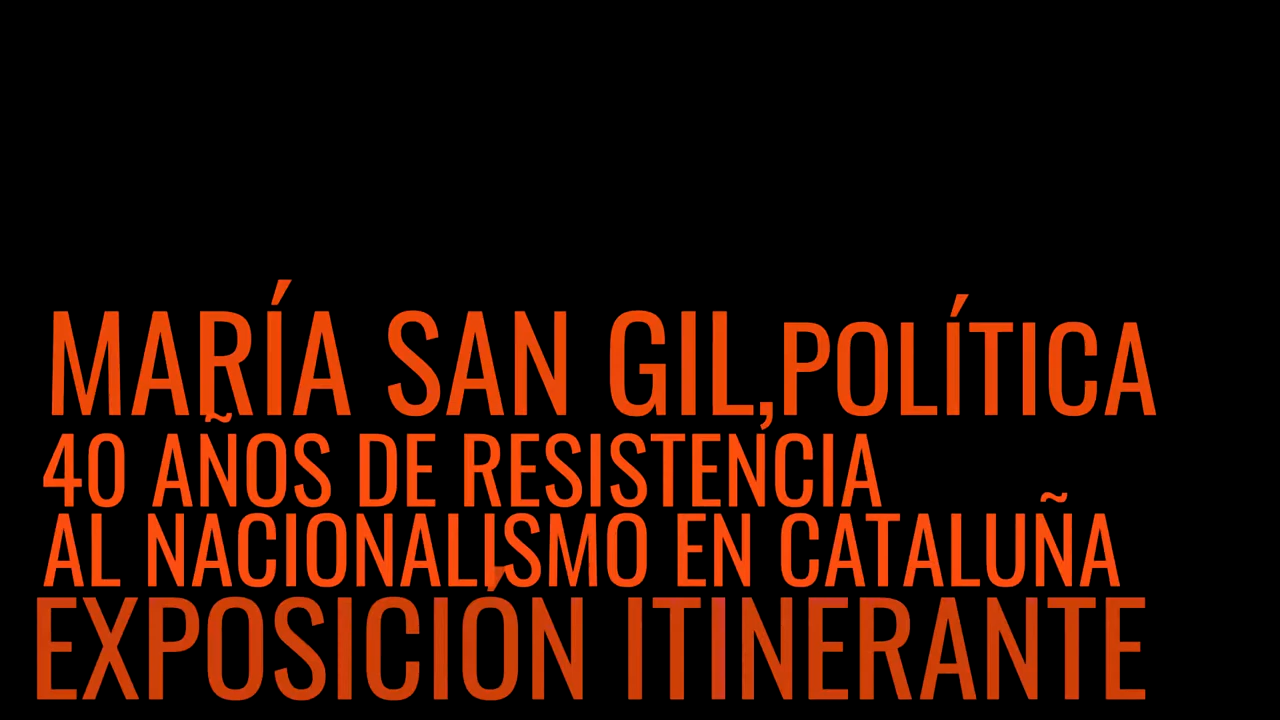 MARÍA SAN GIL,POLÍTICA
40 AÑOS DE RESISTENCIA
AL NACIONALISMO EN CATALUÑA
EXPOSICIÓN ITINERANTE